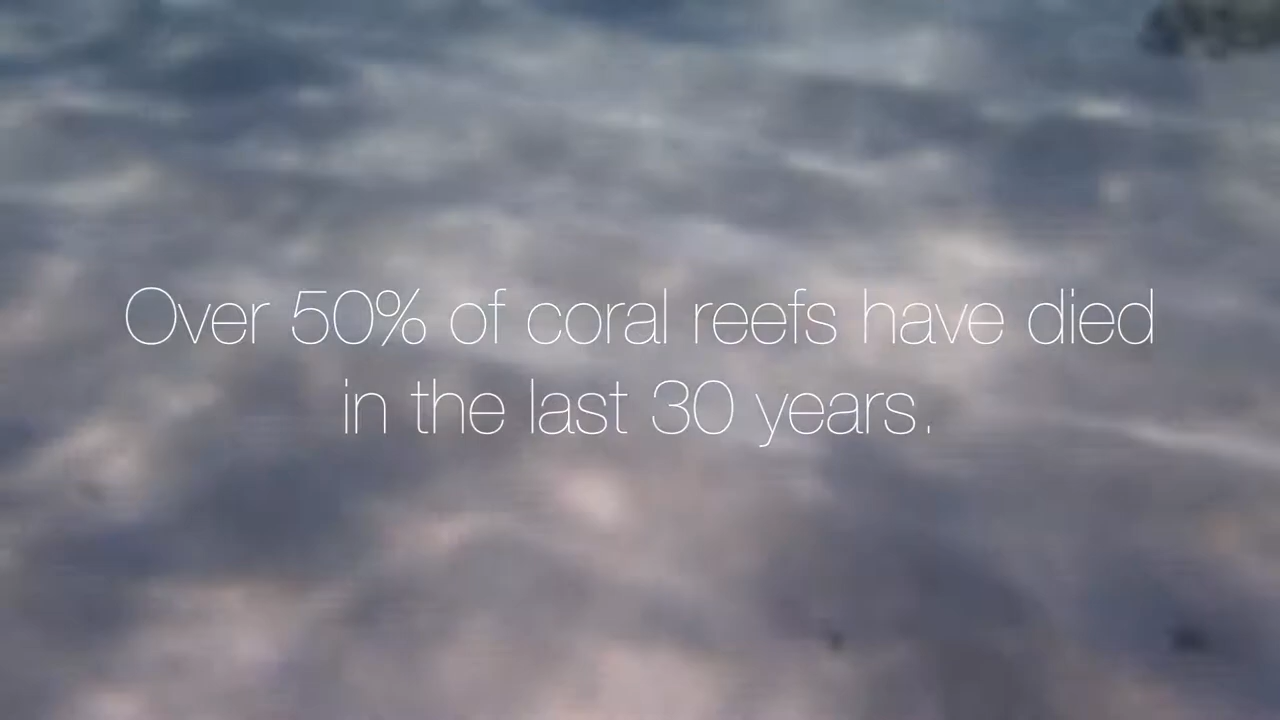 Over 50% of coral reefs have died
in the last 30 years.